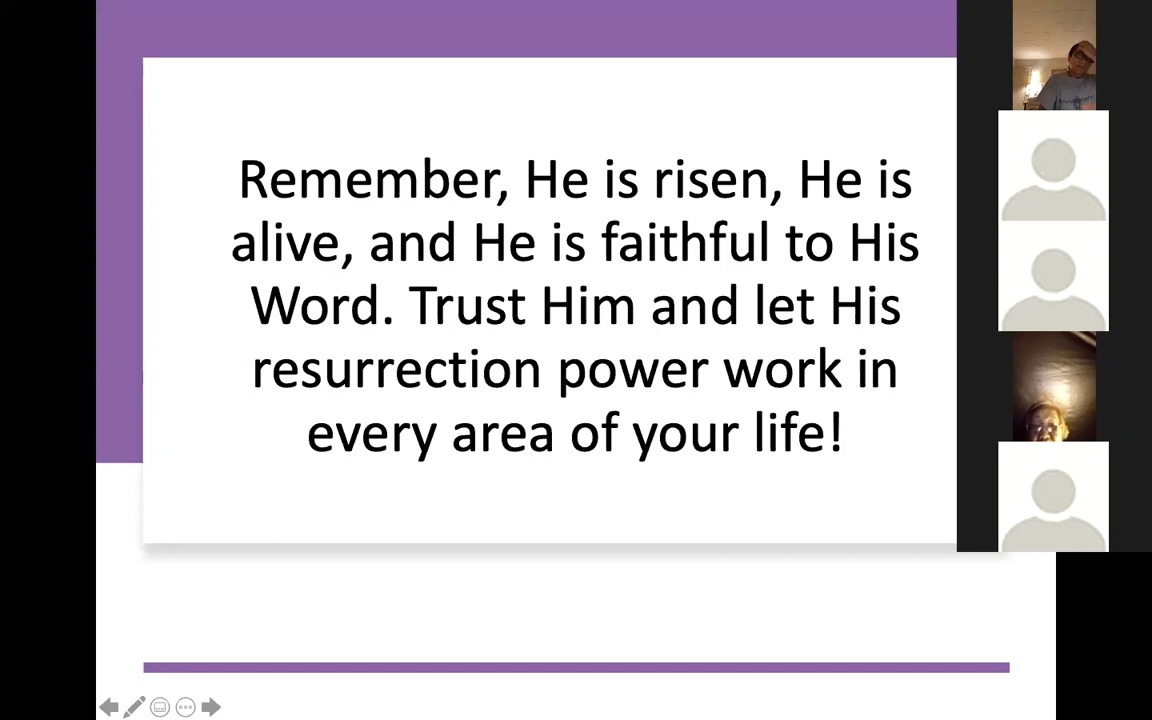 Remember, He is risen, He is
alive, and He is faithful to His
Word. Trust Him and let His
resurrection power work in
every area of your life!